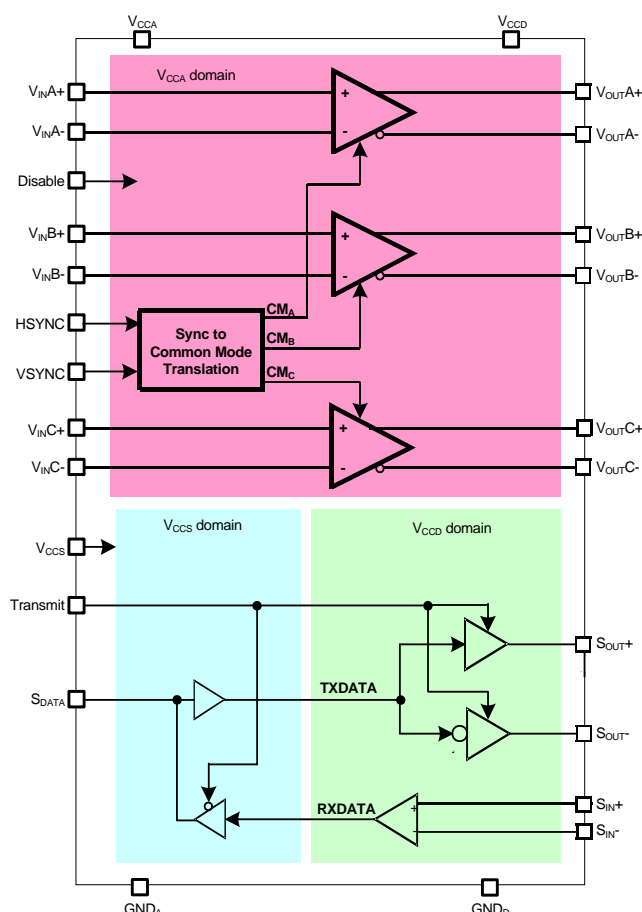 VCCA VCCD
VCCA domain
VINA+ + VOUTA+
VINA- - VOUTA-
Disable
VINB+ + VOUTB+
VINB- - VOUTB-
CMA
HSYNC Sync to
CMB
Common Mode
VSYNC Translation
CMC
VINC+ + VOUTC+
VINC- - VOUTC-
VCCS domain VCCD domain
VCCS
Transmit
SOUT+
SDATA TXDATA
SOUT-
RXDATA + SIN+
- SIN-
GNDA GNDD